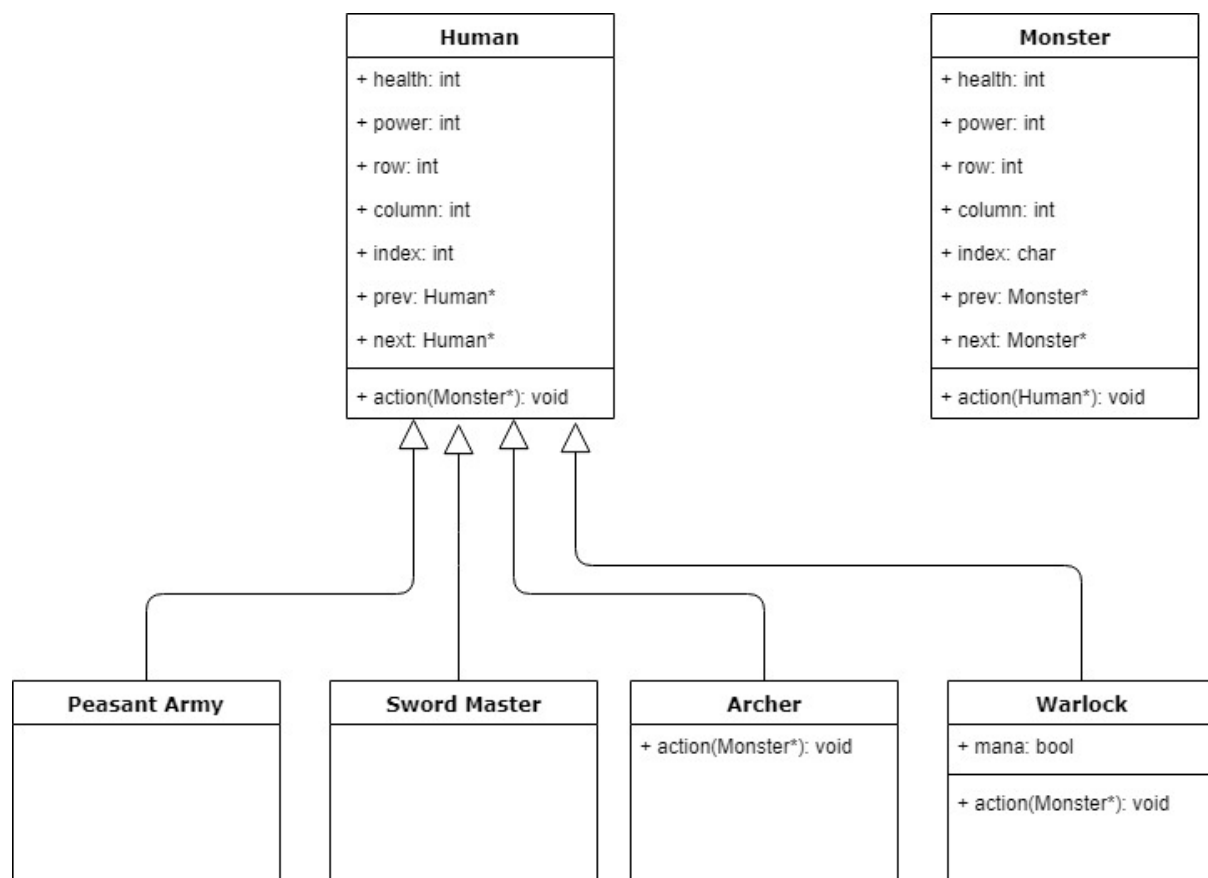 Human
+ health: int
+ power: int
+ row: int
+ column: int
+ index: int
+ prev: Human*
+ next: Human*
+ action(Monster*): void
Monster
+ health: int
+ power: int
+ row: int
+ column: int
+ index: char
+ prev: Monster*
+ next: Monster*
+ action(Human*): void
Peasant Army
Sword Master
Archer
+ action(Monster*): void
Warlock
+ mana: bool
+ action(Monster*): void